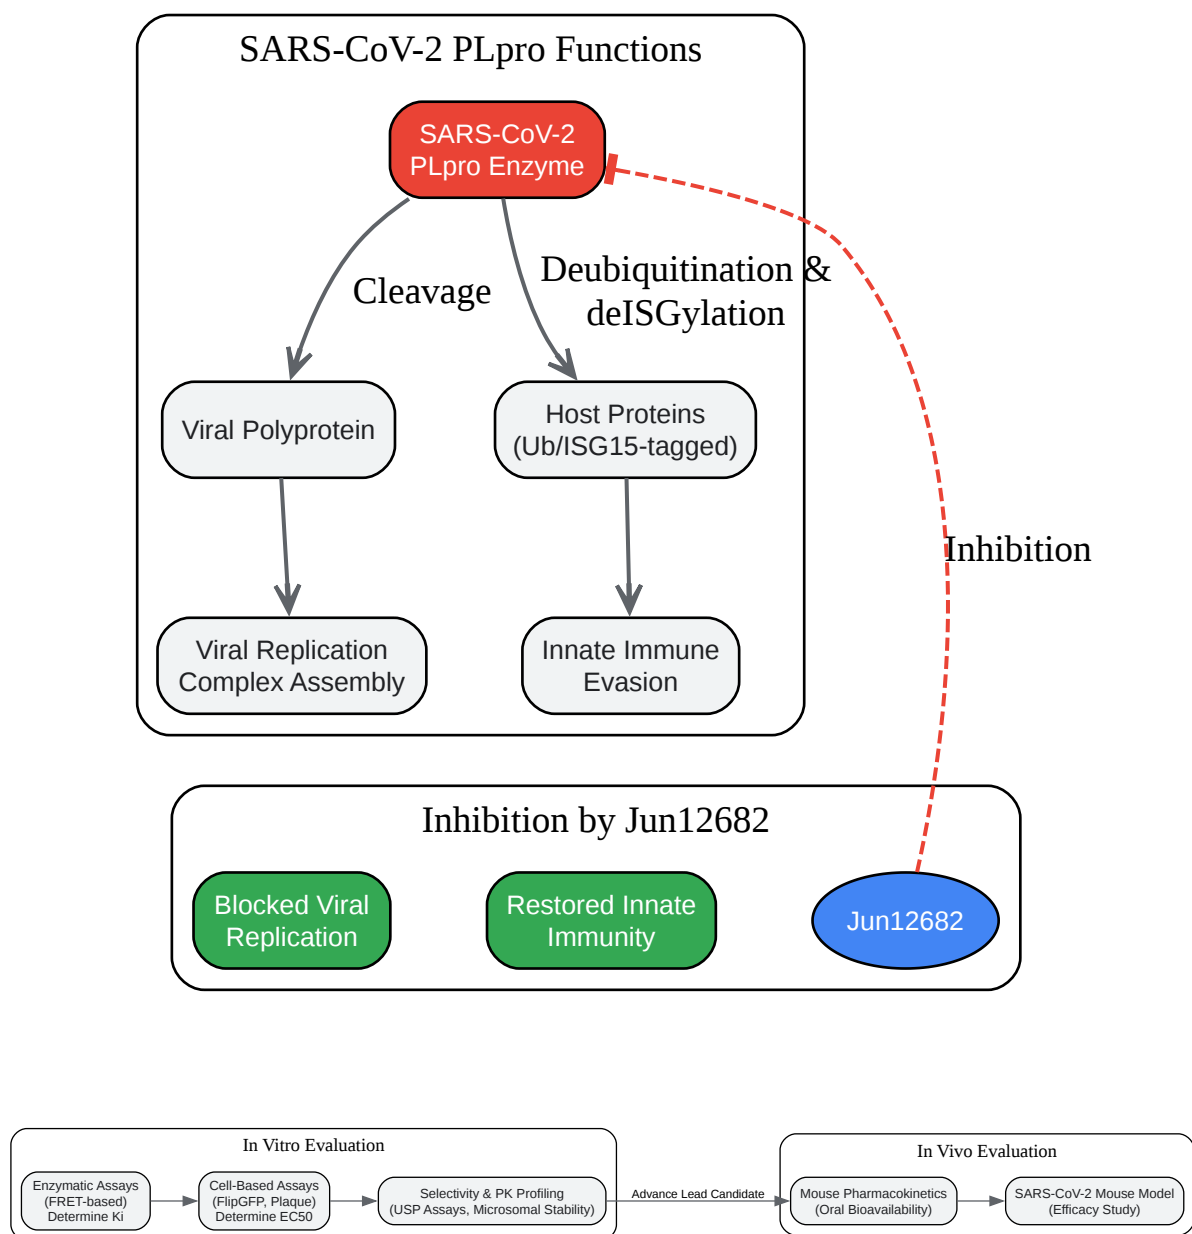 SARS-CoV-2 PLpro Functions
SARS-CoV-2
PLpro Enzyme
Cleavage
Deubiquitination &
deISGylation
Viral Polyprotein
Host Proteins
(Ub/ISG15-tagged)
Inhibition
Viral Replication
Complex Assembly
Innate Immune
Evasion
Inhibition by Jun12682
Blocked Viral
Replication
Restored Innate
Immunity
Jun12682
In Vitro Evaluation
Enzymatic Assays
(FRET-based)
Determine Ki
Cell-Based Assays
(FlipGFP, Plaque)
Determine EC50
Selectivity & PK Profiling
(USP Assays, Microsomal Stability)
Advance Lead Candidate
In Vivo Evaluation
Mouse Pharmacokinetics
(Oral Bioavailability)
SARS-CoV-2 Mouse Model
(Efficacy Study)